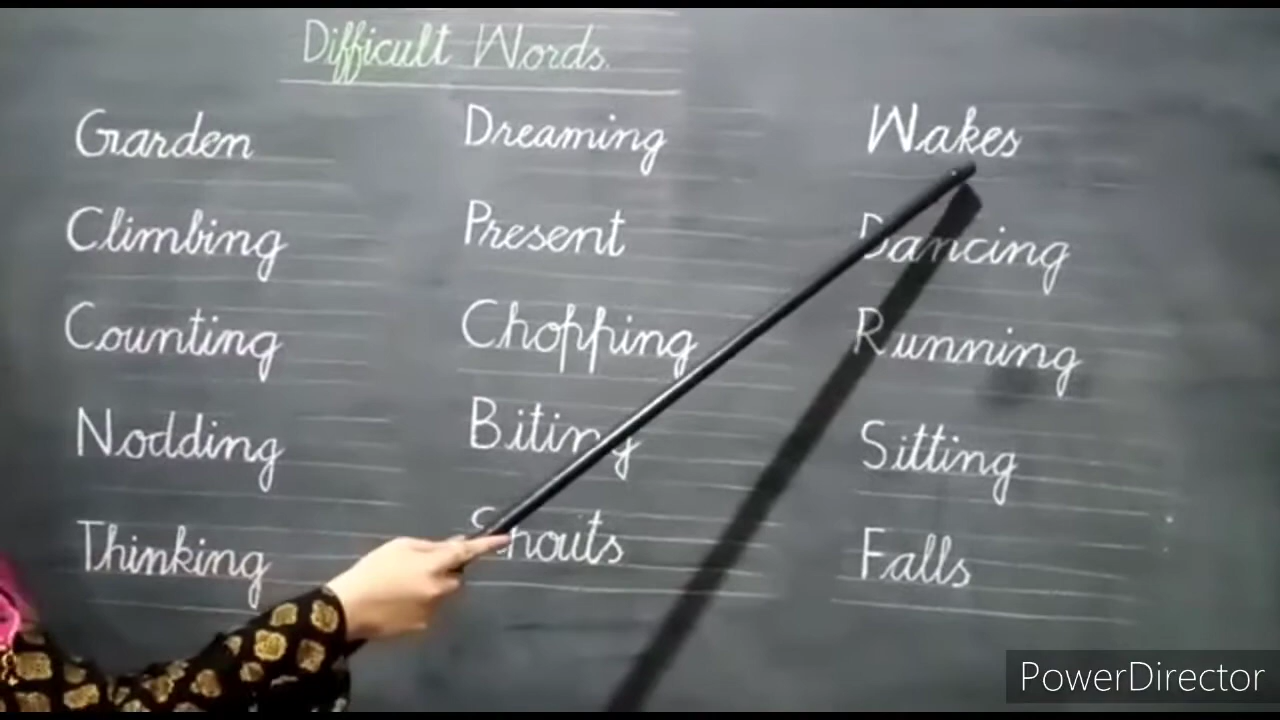 Difficult Words.
Garden Dreaming Wakes
Climbing Present Dancing
Counting Chopping Running
Nodding Biting Sitting
Thinking Shouts Falls
PowerDirector